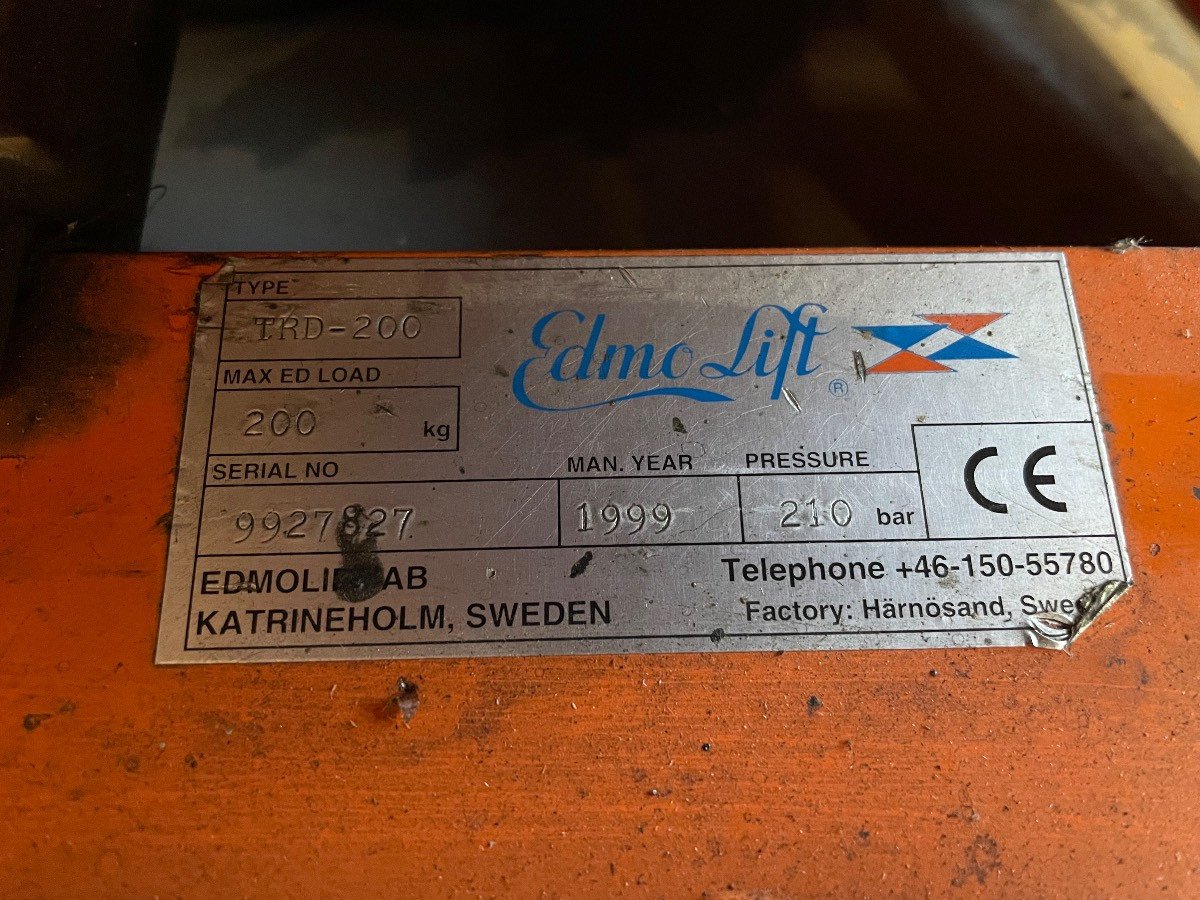 TYPE
TRD-200
MAX ED LOAD
200 kg
Edmo Lift ®
SERIAL NO MAN. YEAR PRESSURE
9927827 1999 210 bar
CE
EDMOLIFT AB
KATRINEHOLM, SWEDEN
Telephone +46-150-55780
Factory: Härnösand,